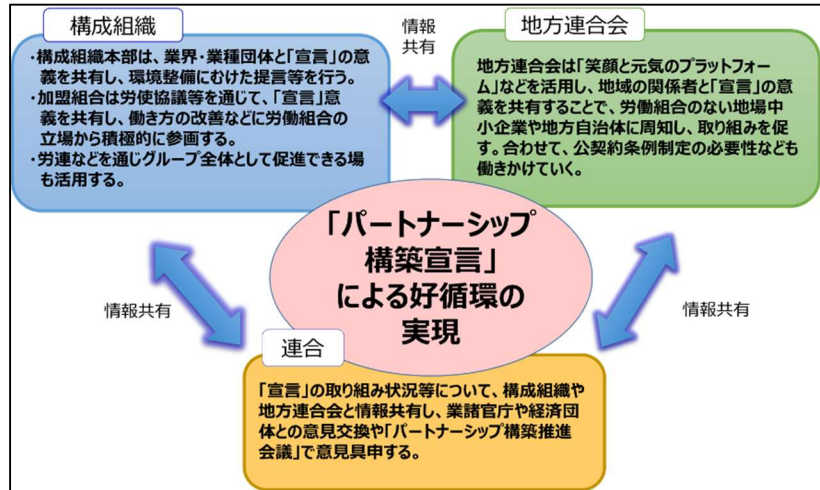 構成組織
・構成組織本部は、業界・業種団体と「宣言」の意
義を共有し、環境整備にむけた提言等を行う。
・加盟組合は労使協議等を通じて、「宣言」意
義を共有し、働き方の改善などに労働組合の
立場から積極的に参画する。
・労連などを通じグループ全体として促進できる場
も活用する。
情報
共有
地方連合会
地方連合会は「笑顔と元気のプラットフォー
ム」などを活用し、地域の関係者と「宣言」の意
義を共有することで、労働組合のない地場中
小企業や地方自治体に周知し、取り組みを促
す。合わせて、公契約条例制定の必要性なども
働きかけていく。
「パートナーシップ
構築宣言」
による好循環の
実現
情報共有
情報共有
連合
「宣言」の取り組み状況等について、構成組織や
地方連合会と情報共有し、業諸官庁や経済団
体との意見交換や「パートナーシップ構築推進
会議」で意見具申する。